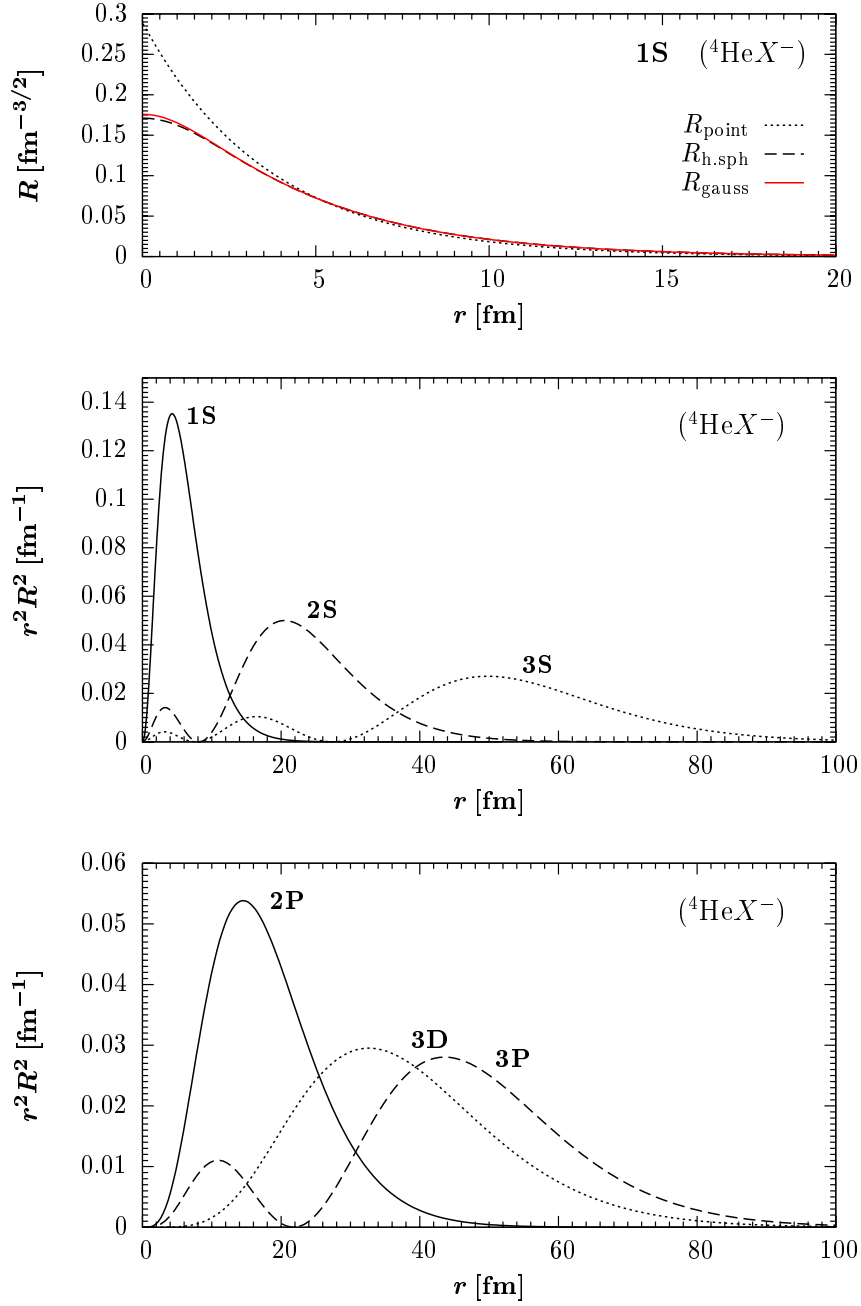 0.3
0.25
0.2
0.15
0.1
0.05
0
R [fm⁻³/²]
1S (⁴HeX⁻)
R_point
R_h.sph
R_gauss
0 5 10 15 20
r [fm]
0.14
0.12
0.1
0.08
0.06
0.04
0.02
0
r²R² [fm⁻¹]
(⁴HeX⁻)
1S
2S
3S
0 20 40 60 80 100
r [fm]
0.06
0.05
0.04
0.03
0.02
0.01
0
r²R² [fm⁻¹]
(⁴HeX⁻)
2P
3D
3P
0 20 40 60 80 100
r [fm]